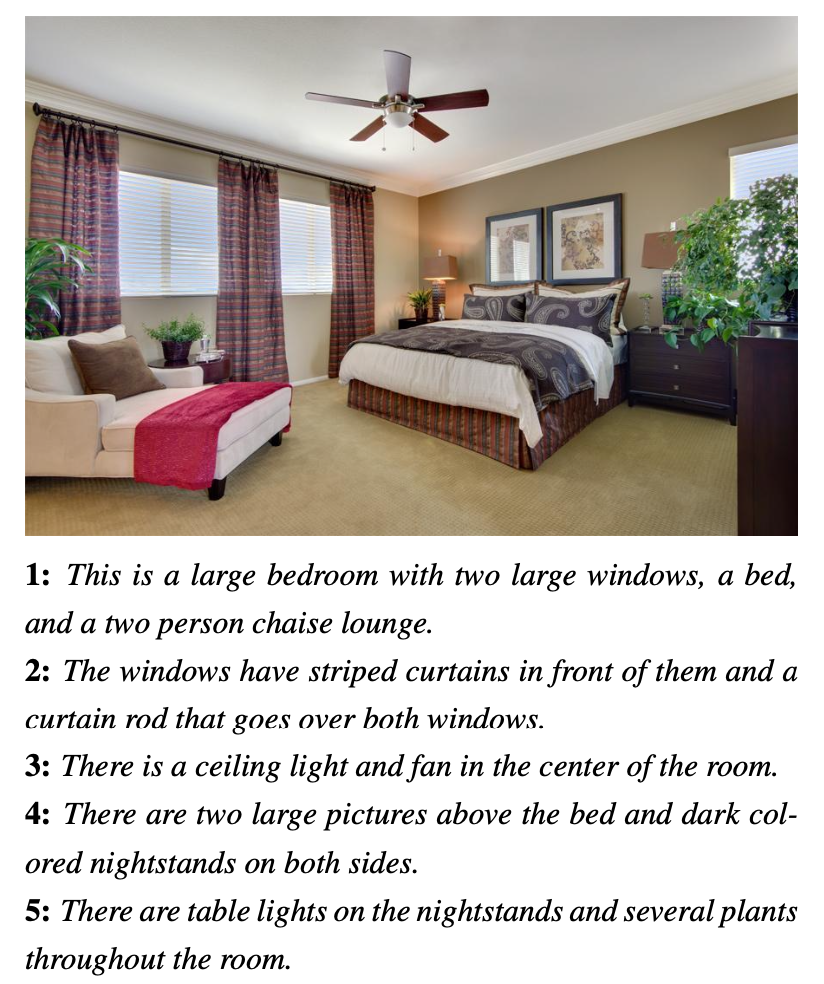 1: This is a large bedroom with two large windows, a bed,
and a two person chaise lounge.
2: The windows have striped curtains in front of them and a
curtain rod that goes over both windows.
3: There is a ceiling light and fan in the center of the room.
4: There are two large pictures above the bed and dark col-
ored nightstands on both sides.
5: There are table lights on the nightstands and several plants
throughout the room.